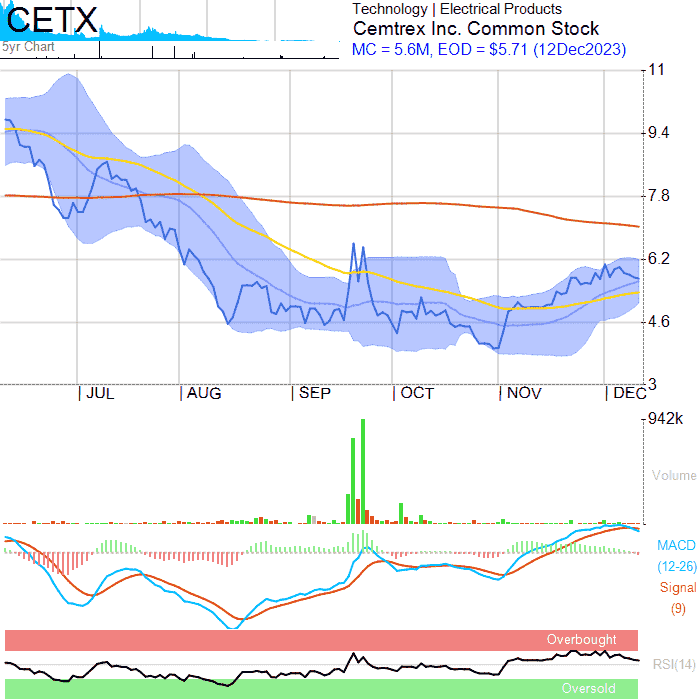 CETX
5yr Chart
Technology | Electrical Products
Cemtrex Inc. Common Stock
MC = 5.6M, EOD = $5.71 (12Dec2023)
11
9.4
7.8
6.2
4.6
3
JUL AUG SEP OCT NOV DEC
942k
Volume
MACD
(12-26)
Signal
(9)
Overbought
RSI(14)
Oversold